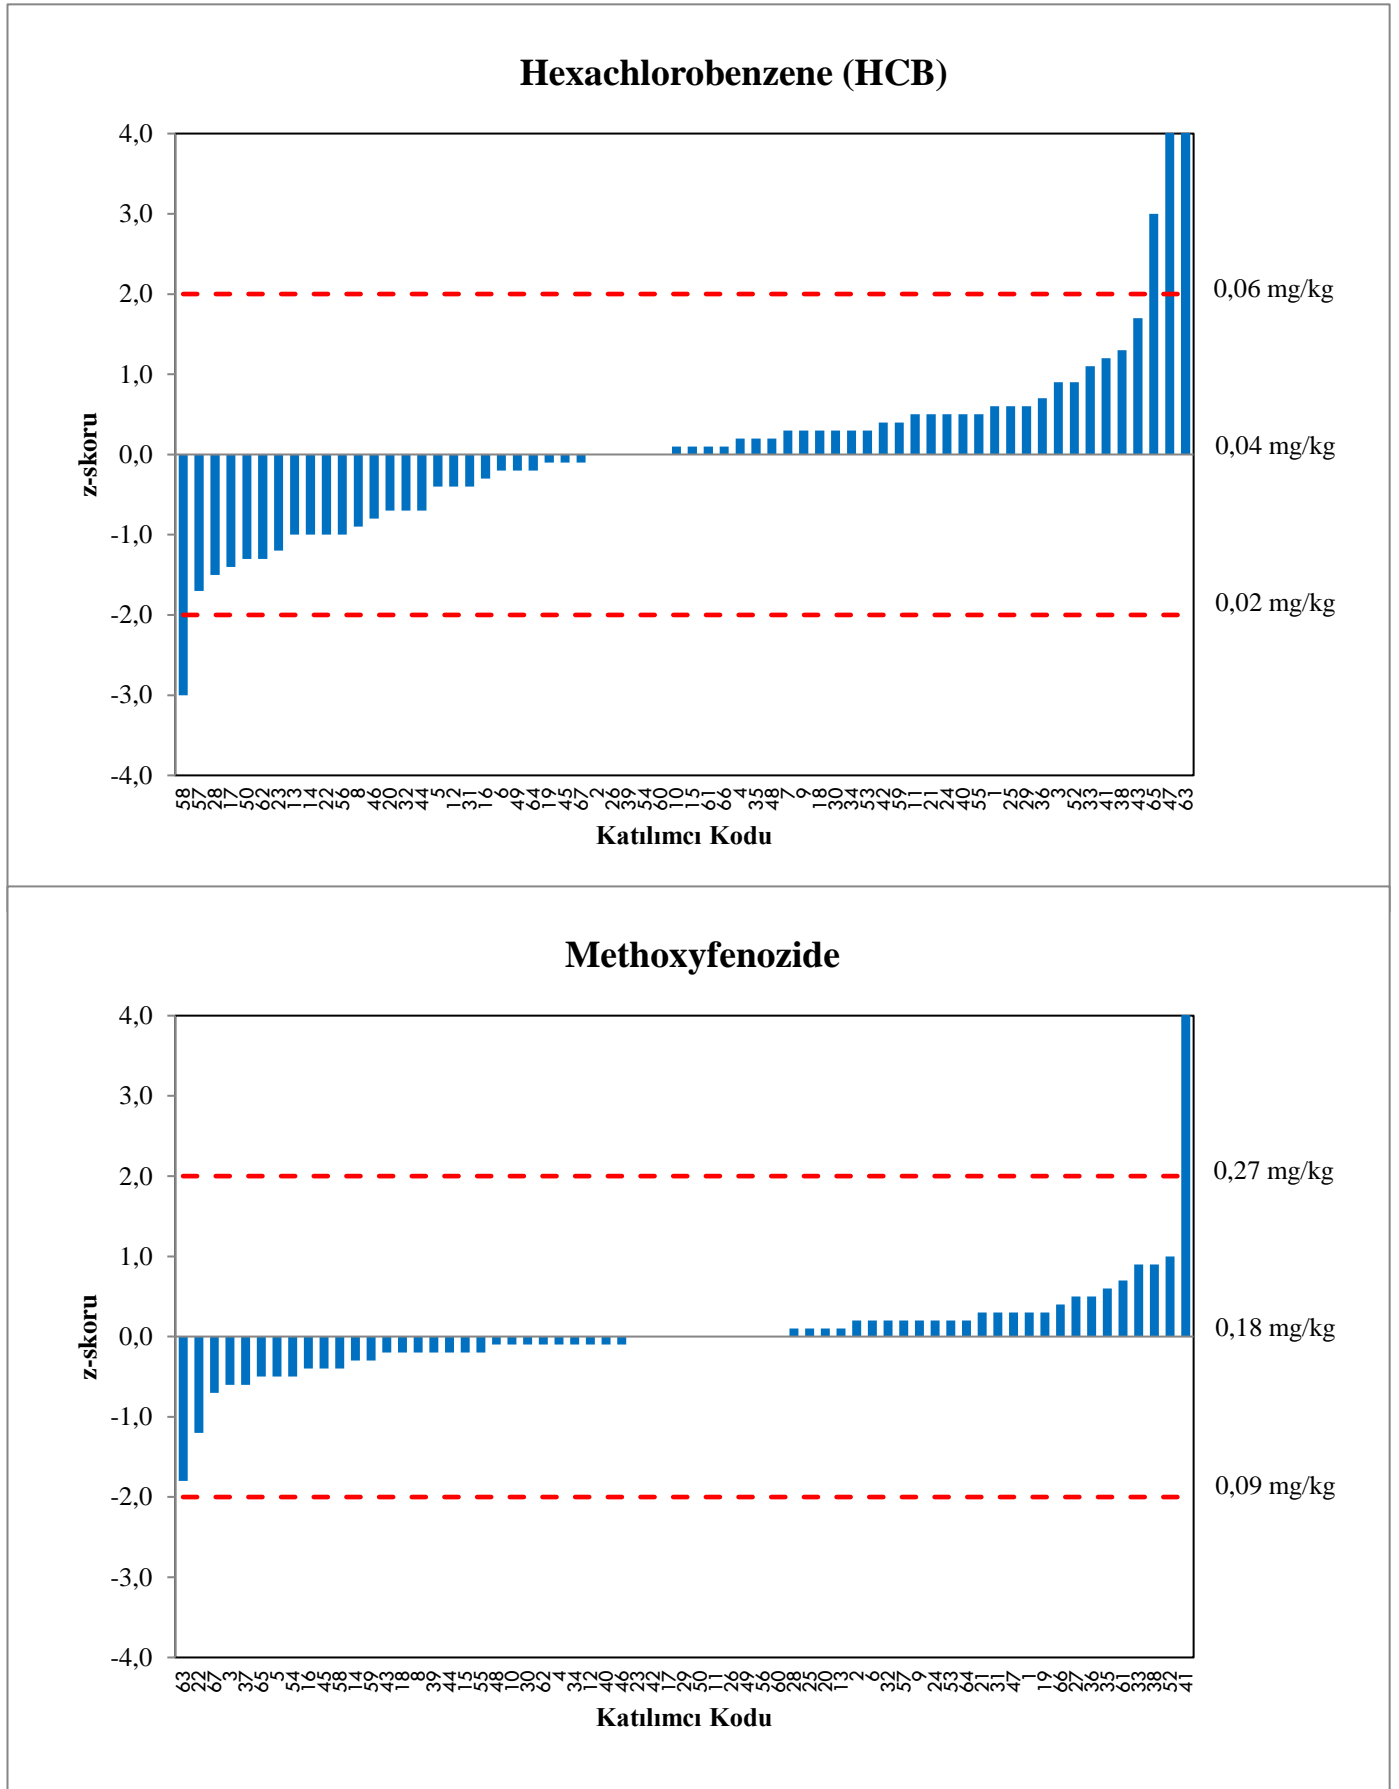 Hexachlorobenzene (HCB)
4,0
3,0
2,0
1,0
0,0
-1,0
-2,0
-3,0
-4,0
z-skoru
0,06 mg/kg
0,04 mg/kg
0,02 mg/kg
58 57 28 17 50 62 23 13 14 22 56 8 46 20 32 44 5 12 31 16 6 49 64 19 45 67 2 26 39 54 60 10 15 61 66 4 35 48 7 9 18 30 34 53 42 59 11 21 24 40 55 1 25 29 36 3 52 33 41 38 43 65 47 63
Katılımcı Kodu
Methoxyfenozide
4,0
3,0
2,0
1,0
0,0
-1,0
-2,0
-3,0
-4,0
z-skoru
0,27 mg/kg
0,18 mg/kg
0,09 mg/kg
63 22 67 3 37 65 5 54 16 45 58 14 59 43 18 8 39 44 15 55 48 10 30 62 4 34 12 40 46 23 42 17 29 50 11 26 49 56 60 28 25 20 13 2 6 32 57 9 24 53 64 21 31 47 1 19 66 27 36 35 61 33 38 52 41
Katılımcı Kodu